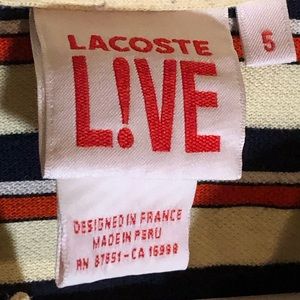 LACOSTE
L!VE
5
DESIGNED IN FRANCE
MADE IN PERU
RN 87651-CA 16998